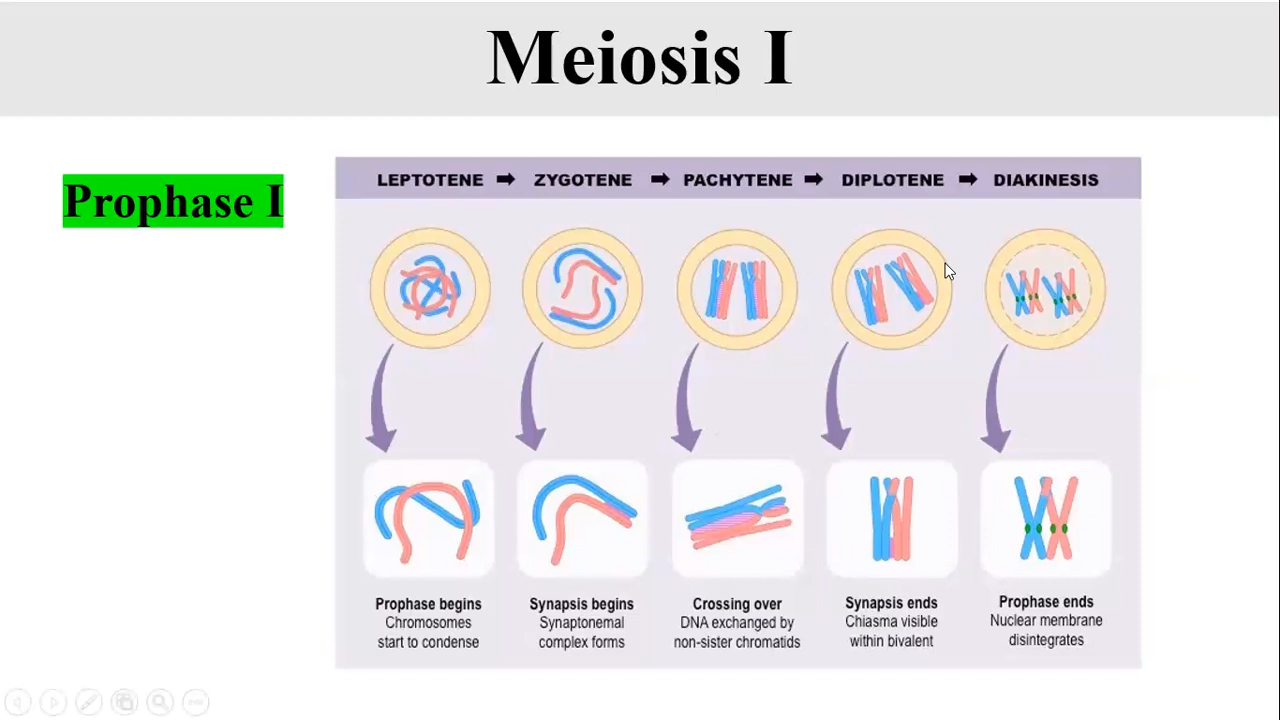 Meiosis I
Prophase I
LEPTOTENE ➡ ZYGOTENE ➡ PACHYTENE ➡ DIPLOTENE ➡ DIAKINESIS
Prophase begins
Chromosomes
start to condense
Synapsis begins
Synaptonemal
complex forms
Crossing over
DNA exchanged by
non-sister chromatids
Synapsis ends
Chiasma visible
within bivalent
Prophase ends
Nuclear membrane
disintegrates